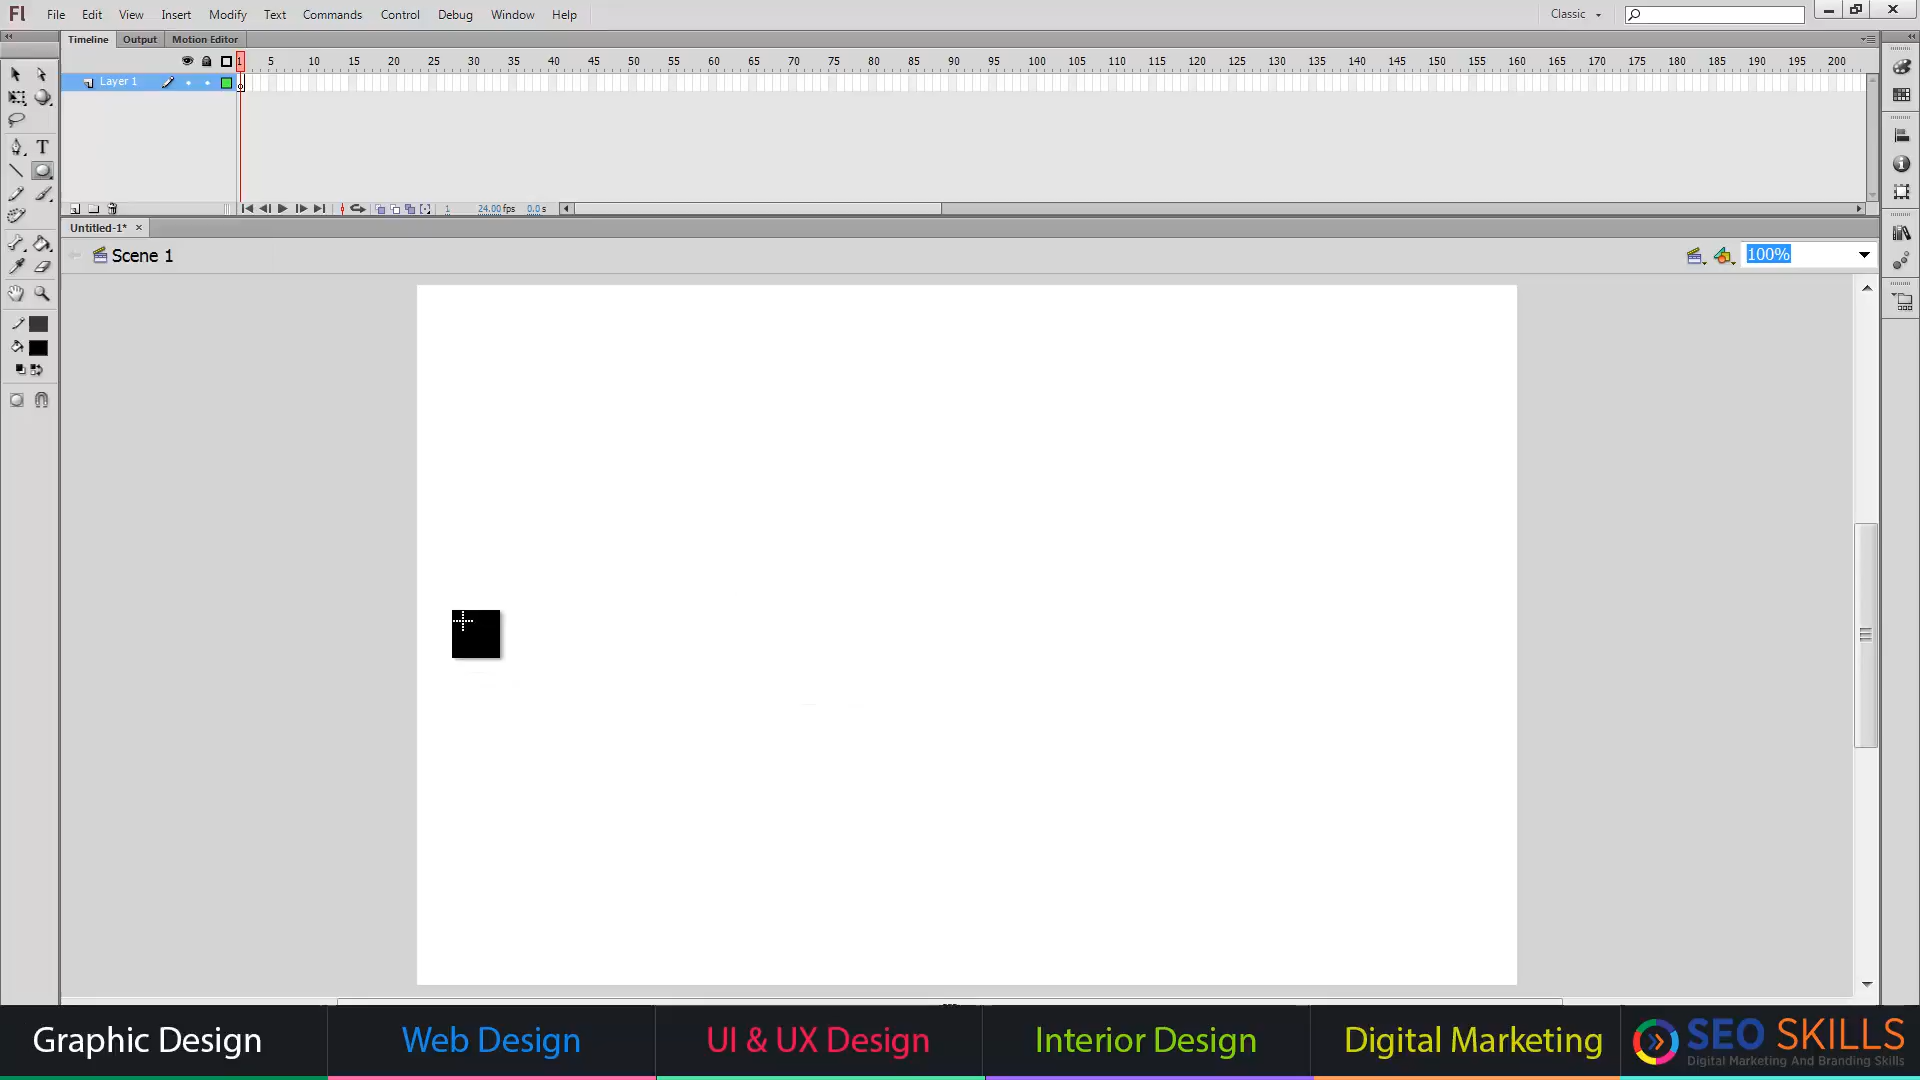 Fl File Edit View Insert Modify Text Commands Control Debug Window Help Classic
Timeline Output Motion Editor
1 5 10 15 20 25 30 35 40 45 50 55 60 65 70 75 80 85 90 95 100 105 110 115 120 125 130 135 140 145 150 155 160 165 170 175 180 185 190 195 200
Layer 1
1 24.00 fps 0.0 s
Untitled-1*
Scene 1 100%
Graphic Design Web Design UI & UX Design Interior Design Digital Marketing SEO SKILLS
Digital Marketing And Branding Skills